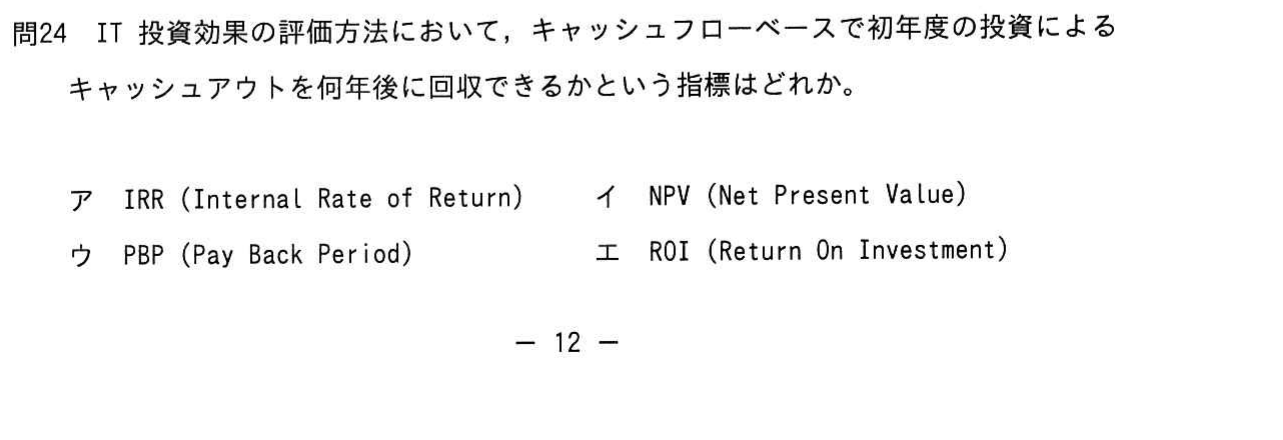 問24　IT 投資効果の評価方法において，キャッシュフローベースで初年度の投資による
キャッシュアウトを何年後に回収できるかという指標はどれか。
ア　IRR (Internal Rate of Return)　　イ　NPV (Net Present Value)
ウ　PBP (Pay Back Period)　　エ　ROI (Return On Investment)
－ 12 －